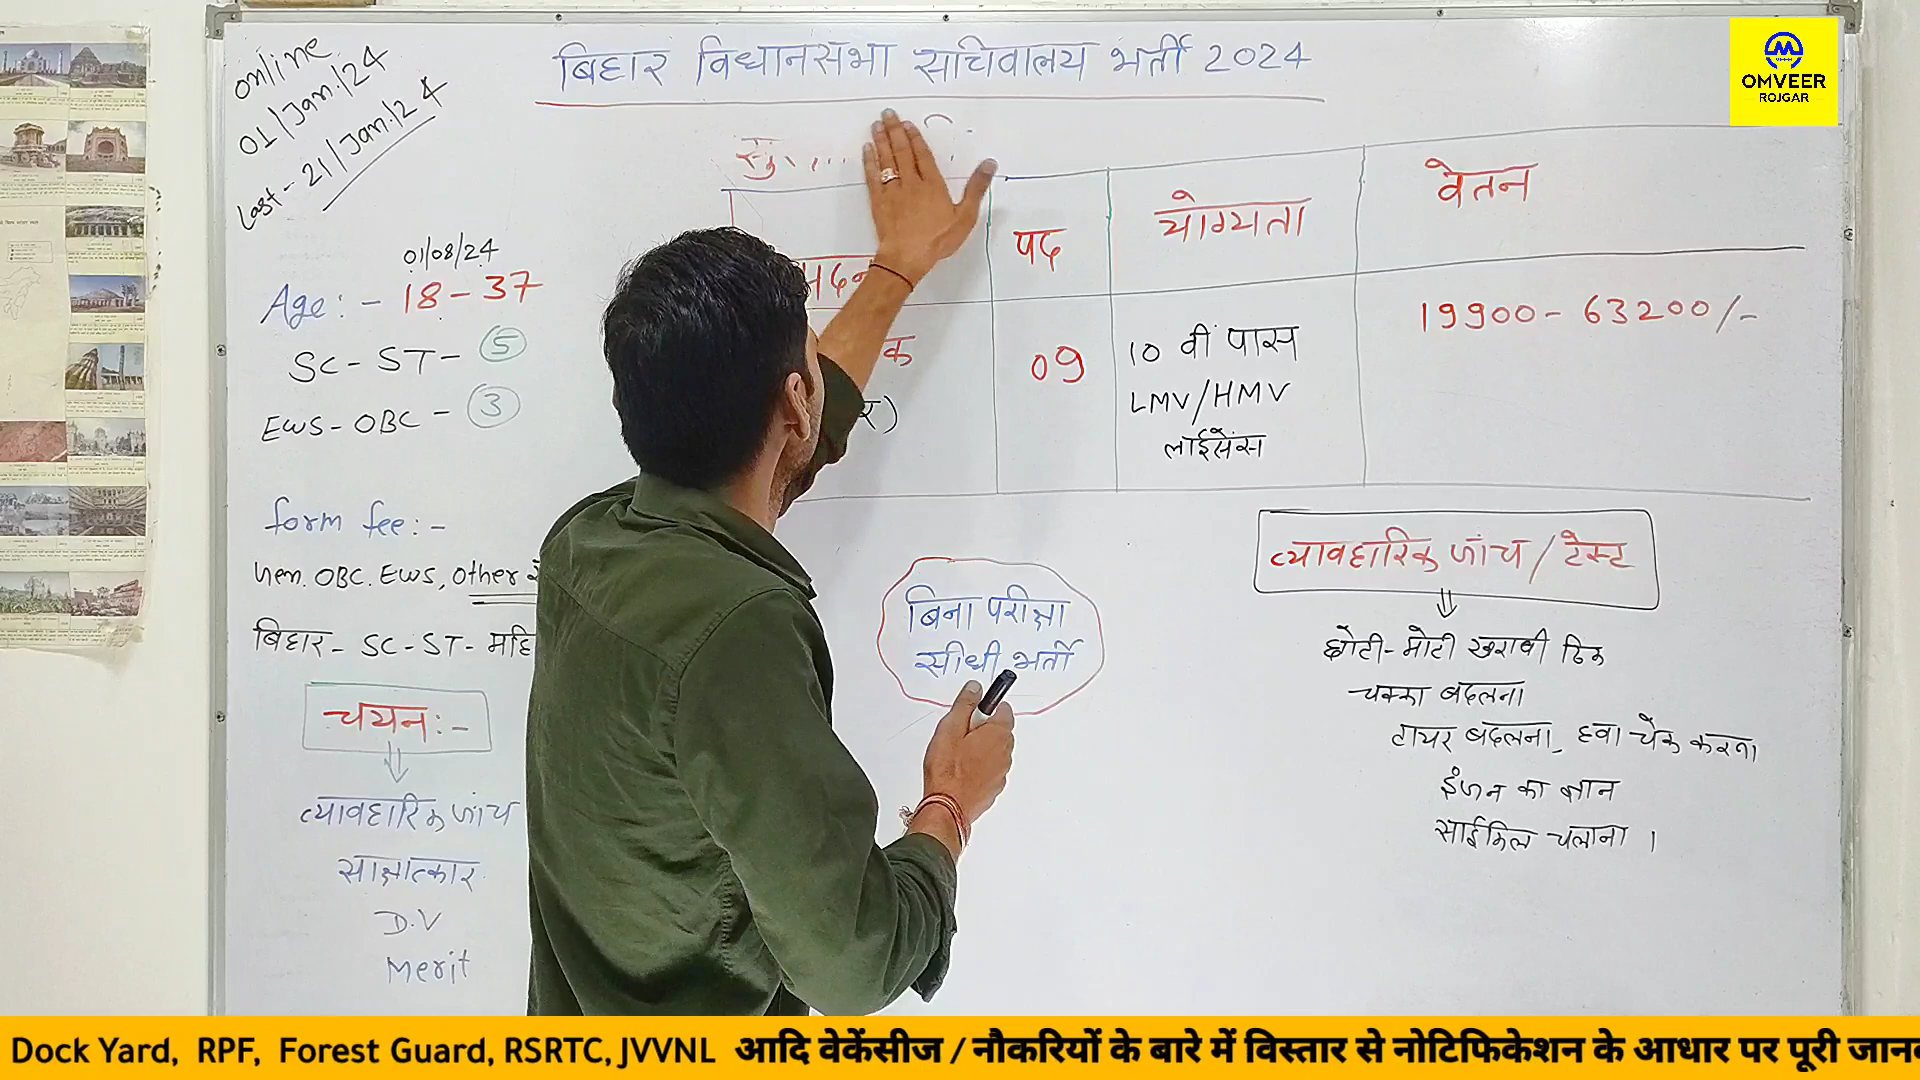 online
01/Jan./24
Last - 21/Jan./24
बिहार विधानसभा सचिवालय भर्ती 2024
OMVEER
ROJGAR
पद
योग्यता
वेतन
09
10 वीं पास
LMV/HMV
लाईसेंस
19900 - 63200/-
01/08/24
Age :- 18 - 37
SC - ST - 5
EWS - OBC - 3
form fee :-
Gen. OBC. EWS, other
बिहार - SC - ST -
चयन :-
व्यावहारिक जांच
साक्षात्कार
D.V
Merit
बिना परीक्षा
सीधी भर्ती
व्यावहारिक जांच / टेस्ट
छोटी-मोटी खराबी ठिक
चक्का बदलना
टायर बदलना, हवा चेक करना
इंजन का ज्ञान
साईकिल चलाना ।
Dock Yard, RPF, Forest Guard, RSRTC, JVVNL आदि वेकेंसीज / नौकरियों के बारे में विस्तार से नोटिफिकेशन के आधार पर पूरी